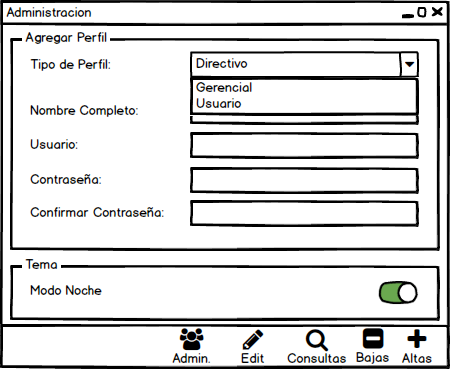 Administracion
Agregar Perfil
Tipo de Perfil:
Directivo
Gerencial
Usuario
Nombre Completo:
Usuario:
Contraseña:
Confirmar Contraseña:
Tema
Modo Noche
Admin.
Edit
Consultas
Bajas
Altas